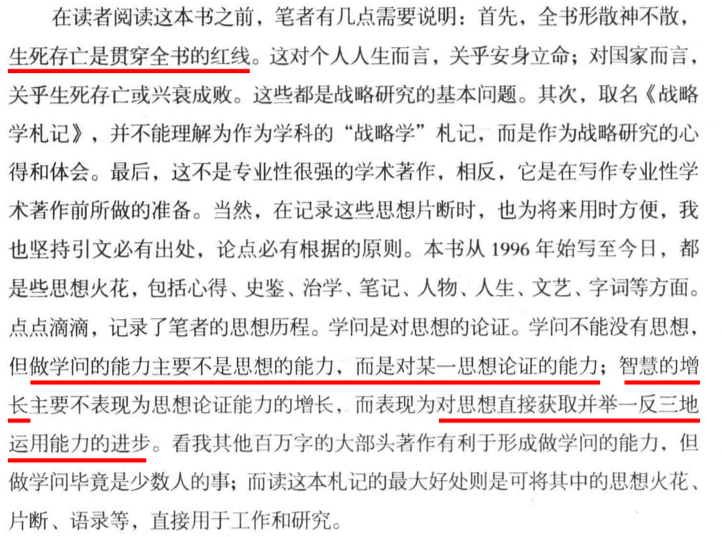 在读者阅读这本书之前，笔者有几点需要说明：首先，全书形散神不散，
生死存亡是贯穿全书的红线。这对个人人生而言，关乎安身立命；对国家而言，
关乎生死存亡或兴衰成败。这些都是战略研究的基本问题。其次，取名《战略
学札记》，并不能理解为作为学科的“战略学”札记，而是作为战略研究的心
得和体会。最后，这不是专业性很强的学术著作，相反，它是在写作专业性学
术著作前所做的准备。当然，在记录这些思想片断时，也为将来用时方便，我
也坚持引文必有出处，论点必有根据的原则。本书从 1996 年始写至今日，都
是些思想火花，包括心得、史鉴、治学、笔记、人物、人生、文艺、字词等方面。
点点滴滴，记录了笔者的思想历程。学问是对思想的论证。学问不能没有思想，
但做学问的能力主要不是思想的能力，而是对某一思想论证的能力；智慧的增
长主要不表现为思想论证能力的增长，而表现为对思想直接获取并举一反三地
运用能力的进步。看我其他百万字的大部头著作有利于形成做学问的能力，但
做学问毕竟是少数人的事；而读这本札记的最大好处则是可将其中的思想火花、
片断、语录等，直接用于工作和研究。